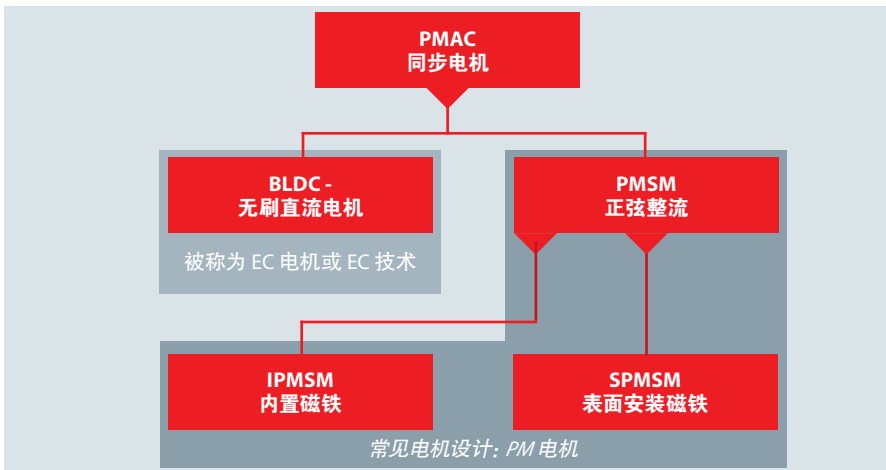 PMAC
同步电机
BLDC -
无刷直流电机
PMSM
正弦整流
被称为 EC 电机或 EC 技术
IPMSM
内置磁铁
SPMSM
表面安装磁铁
常见电机设计：PM 电机